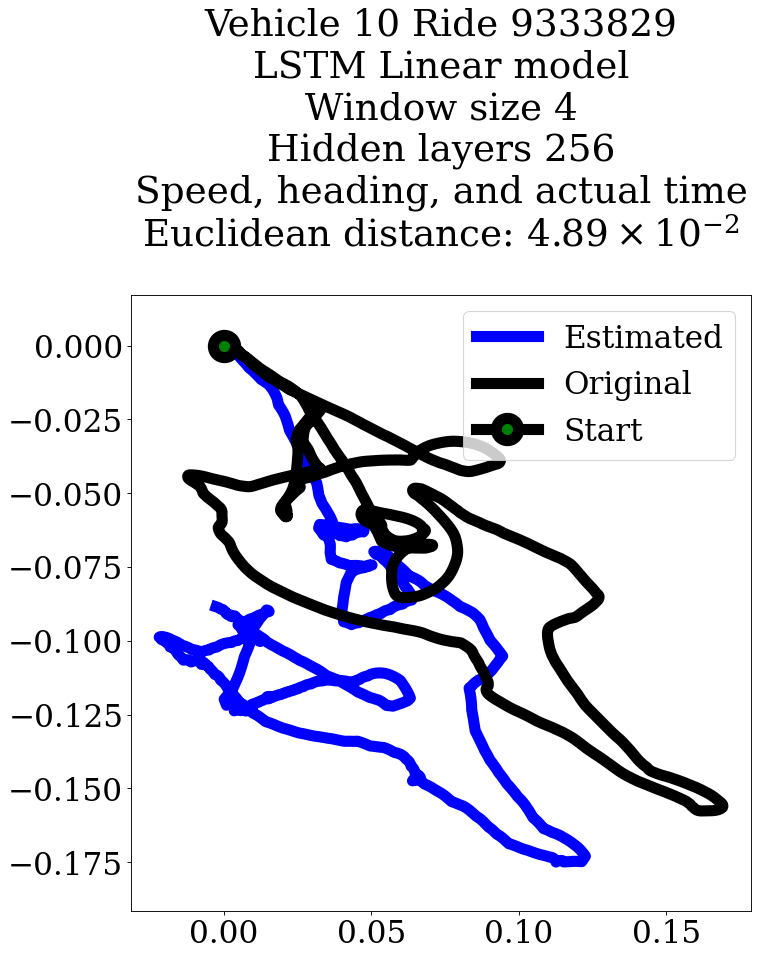 Vehicle 10 Ride 9333829
LSTM Linear model
Window size 4
Hidden layers 256
Speed, heading, and actual time
Euclidean distance: 4.89 × 10⁻²
Estimated
Original
Start
0.000
−0.025
−0.050
−0.075
−0.100
−0.125
−0.150
−0.175
0.00 0.05 0.10 0.15